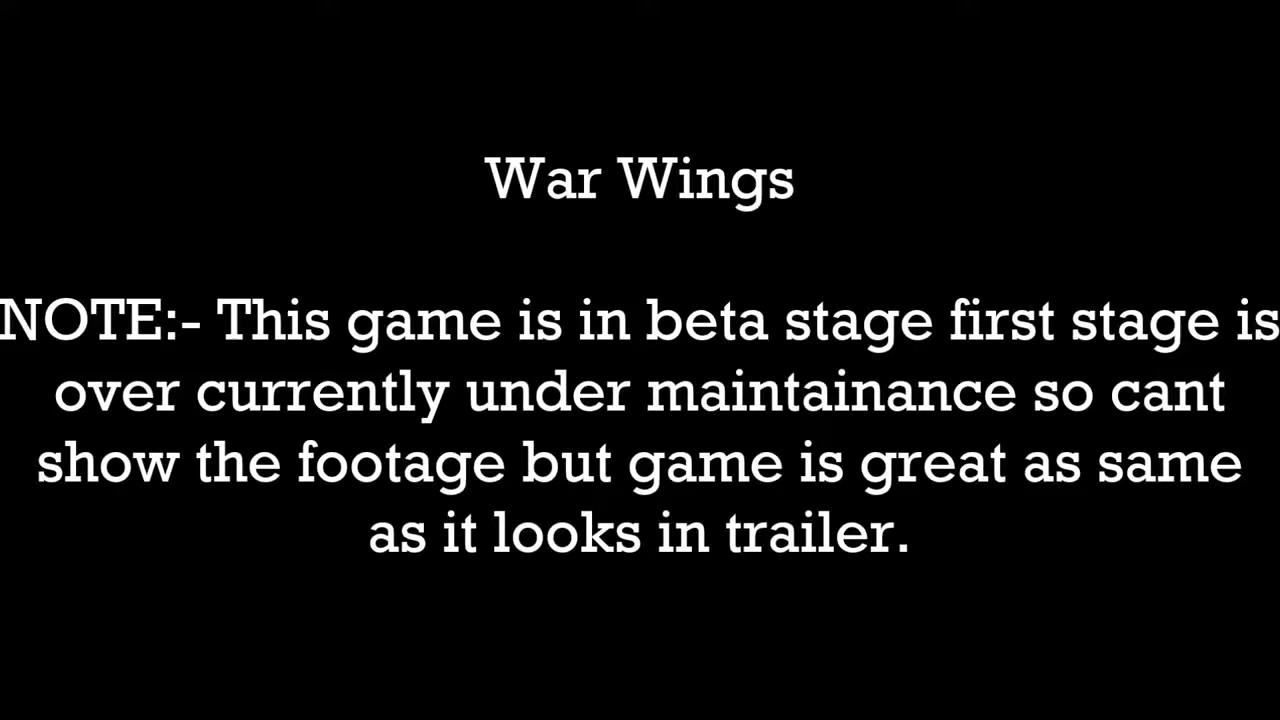 War Wings
NOTE:- This game is in beta stage first stage is
over currently under maintainance so cant
show the footage but game is great as same
as it looks in trailer.